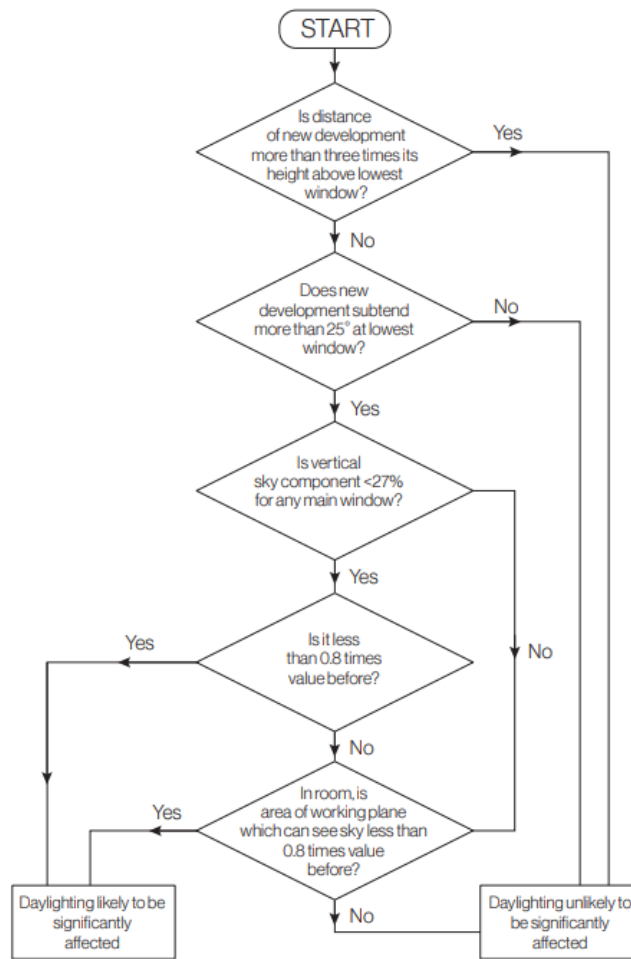 START
Is distance
of new development
more than three times its
height above lowest
window?
Yes
No
Does new
development subtend
more than 25° at lowest
window?
No
Yes
Is vertical
sky component <27%
for any main window?
Yes
No
Is it less
than 0.8 times
value before?
Yes
No
In room, is
area of working plane
which can see sky less than
0.8 times value
before?
Yes
No
Daylighting likely to be
significantly
affected
Daylighting unlikely to
be significantly
affected